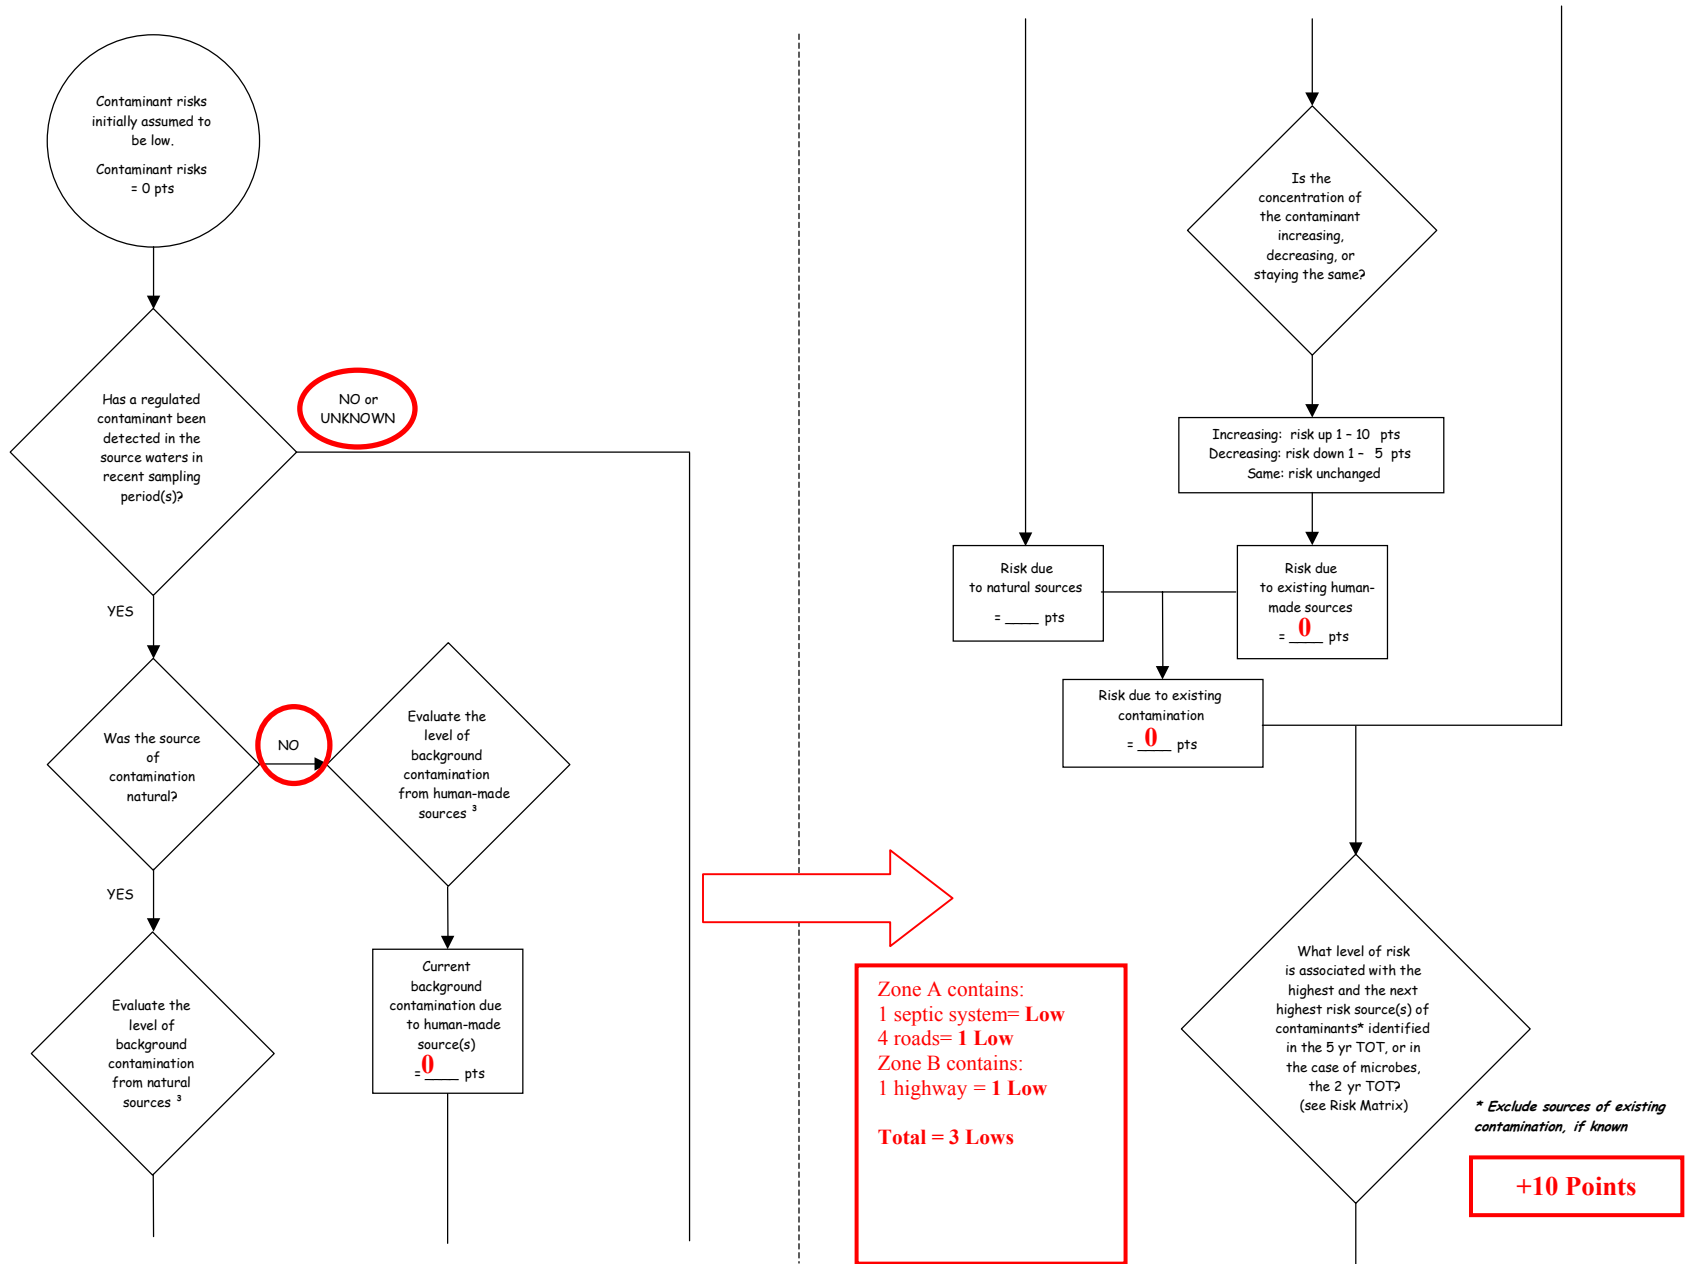 Contaminant risks
initially assumed to
be low.
Contaminant risks
= 0 pts
Has a regulated
contaminant been
detected in the
source waters in
recent sampling
period(s)?
NO or
UNKNOWN
YES
Was the source
of
contamination
natural?
NO
Evaluate the
level of
background
contamination
from human-made
sources ³
YES
Evaluate the
level of
background
contamination
from natural
sources ³
Current
background
contamination due
to human-made
source(s)
=0____ pts
Is the
concentration of
the contaminant
increasing,
decreasing, or
staying the same?
Increasing: risk up 1 – 10 pts
Decreasing: risk down 1 – 5 pts
Same: risk unchanged
Risk due
to natural sources
= ____ pts
Risk due
to existing human-
made sources
= 0 pts
Risk due to existing
contamination
= 0 pts
Zone A contains:
1 septic system= Low
4 roads= 1 Low
Zone B contains:
1 highway = 1 Low
Total = 3 Lows
What level of risk
is associated with the
highest and the next
highest risk source(s) of
contaminants* identified
in the 5 yr TOT, or in
the case of microbes,
the 2 yr TOT?
(see Risk Matrix)
* Exclude sources of existing
contamination, if known
+10 Points